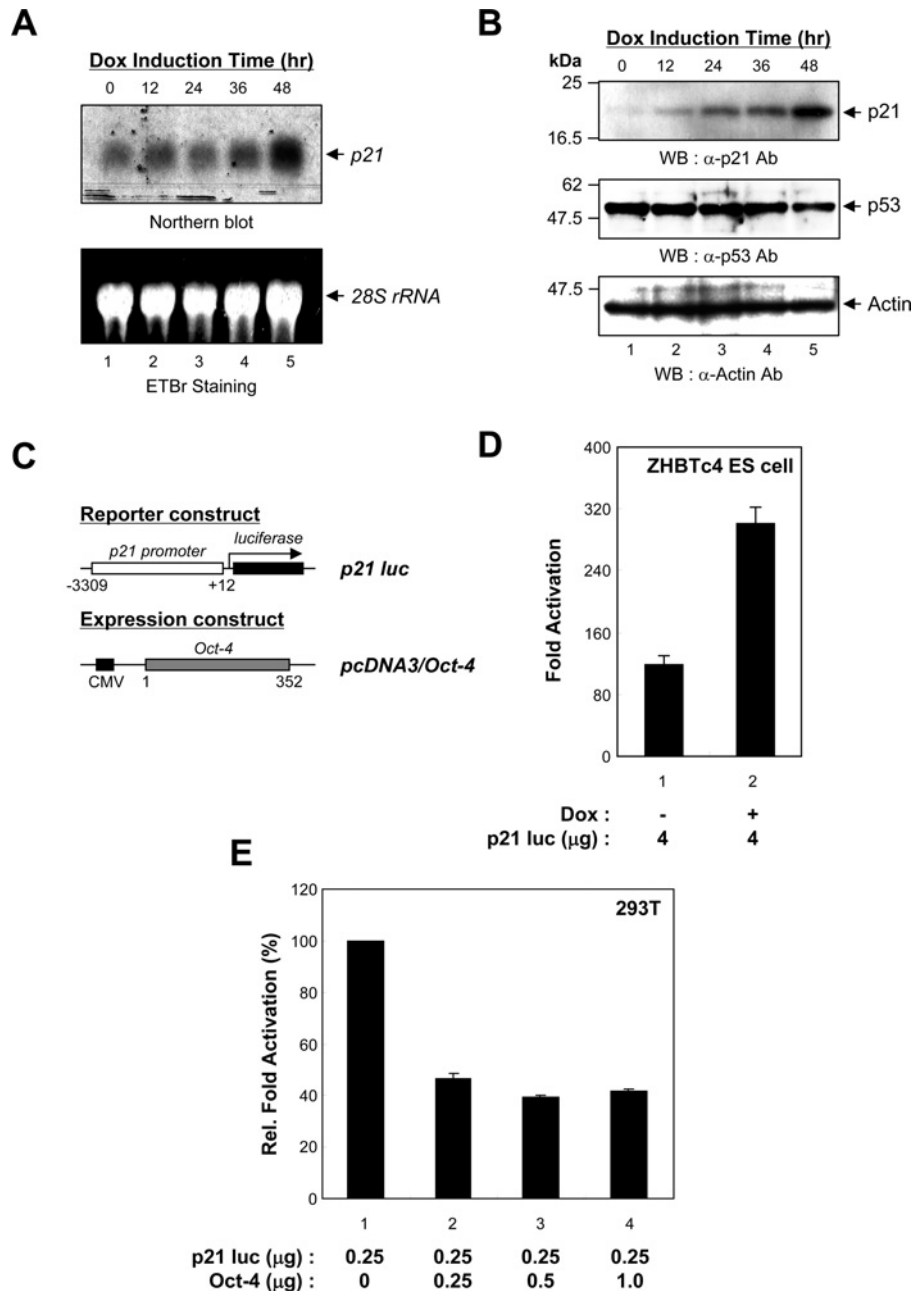 A
Dox Induction Time (hr)
0 12 24 36 48
p21
Northern blot
28S rRNA
1 2 3 4 5
ETBr Staining
B
Dox Induction Time (hr)
kDa
0 12 24 36 48
25
p21
16.5
WB : α-p21 Ab
62
p53
47.5
WB : α-p53 Ab
47.5
Actin
1 2 3 4 5
WB : α-Actin Ab
C
Reporter construct
p21 promoter
luciferase
p21 luc
-3309
+12
Expression construct
Oct-4
pcDNA3/Oct-4
CMV
1
352
D
400
ZHBTc4 ES cell
320
240
160
80
0
Fold Activation
1 2
Dox : - +
p21 luc (μg) : 4 4
E
120
293T
100
80
60
40
20
0
Rel. Fold Activation (%)
1 2 3 4
p21 luc (μg) : 0.25 0.25 0.25 0.25
Oct-4 (μg) : 0 0.25 0.5 1.0